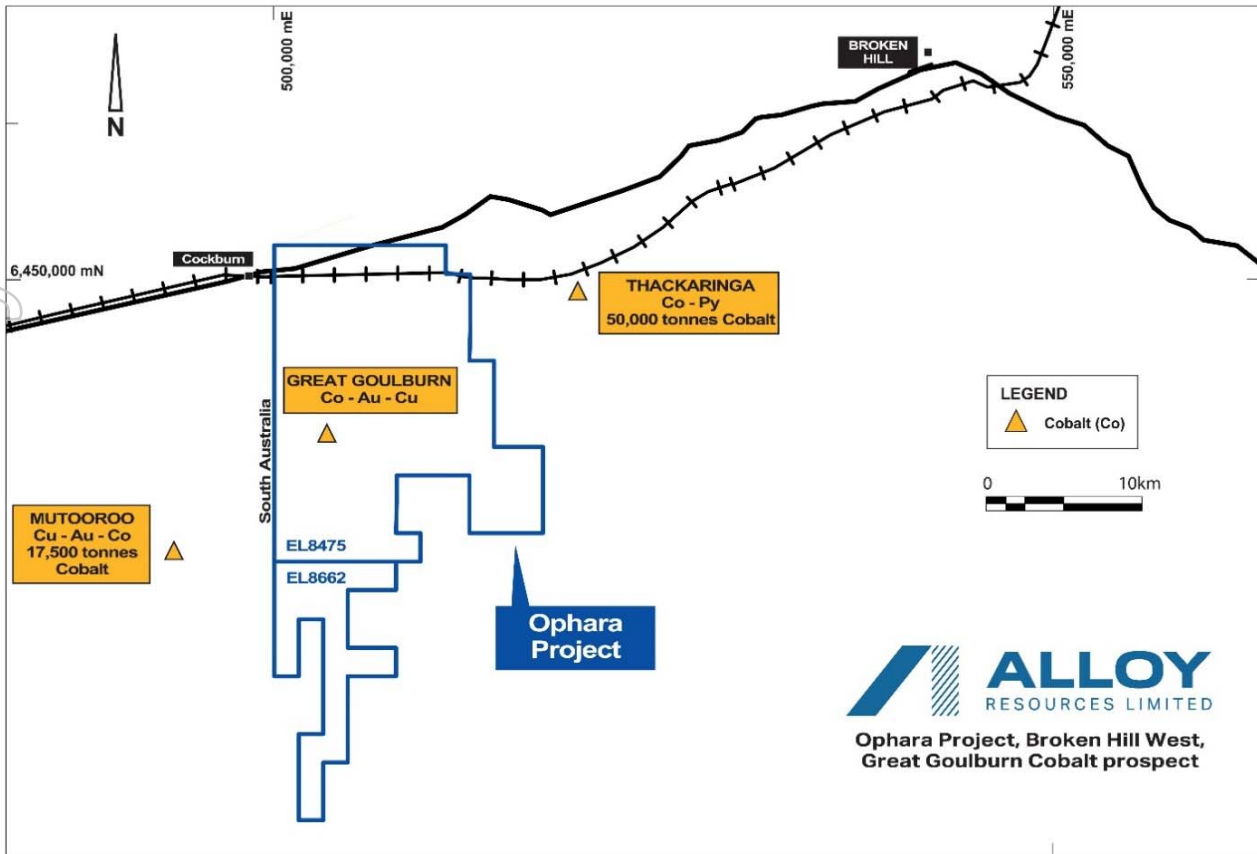 500,000 mE
550,000 mE
BROKEN
HILL
N
Cockburn
6,450,000 mN
THACKARINGA
Co - Py
50,000 tonnes Cobalt
GREAT GOULBURN
Co - Au - Cu
LEGEND
Cobalt (Co)
South Australia
0 10km
MUTOOROO
Cu - Au - Co
17,500 tonnes
Cobalt
EL8475
EL8662
Ophara
Project
ALLOY
RESOURCES LIMITED
Ophara Project, Broken Hill West,
Great Goulburn Cobalt prospect